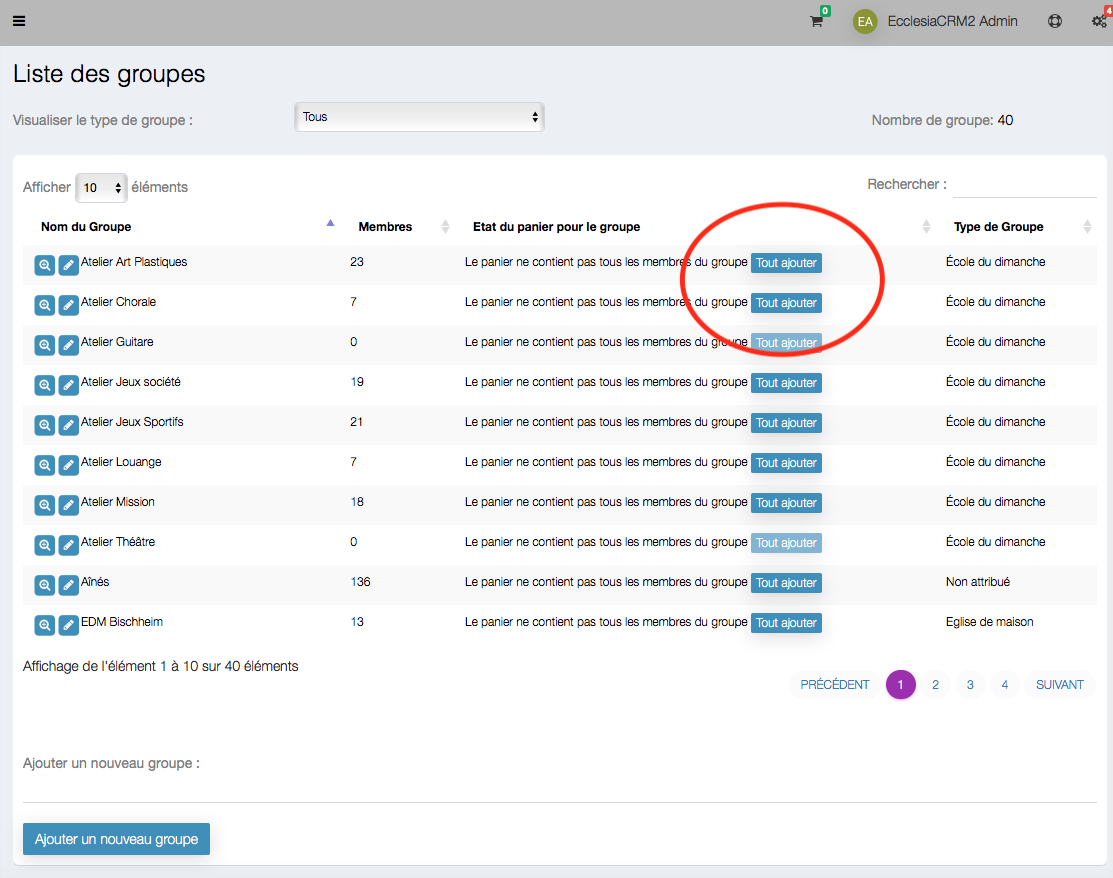 0
EA EcclesiaCRM2 Admin 4
Liste des groupes
Visualiser le type de groupe : Tous Nombre de groupe: 40
Afficher 10 éléments Rechercher :
Nom du Groupe Membres Etat du panier pour le groupe Type de Groupe
Atelier Art Plastiques 23 Le panier ne contient pas tous les membres du groupe Tout ajouter École du dimanche
Atelier Chorale 7 Le panier ne contient pas tous les membres du groupe Tout ajouter École du dimanche
Atelier Guitare 0 Le panier ne contient pas tous les membres du groupe Tout ajouter École du dimanche
Atelier Jeux société 19 Le panier ne contient pas tous les membres du groupe Tout ajouter École du dimanche
Atelier Jeux Sportifs 21 Le panier ne contient pas tous les membres du groupe Tout ajouter École du dimanche
Atelier Louange 7 Le panier ne contient pas tous les membres du groupe Tout ajouter École du dimanche
Atelier Mission 18 Le panier ne contient pas tous les membres du groupe Tout ajouter École du dimanche
Atelier Théâtre 0 Le panier ne contient pas tous les membres du groupe Tout ajouter École du dimanche
Aînés 136 Le panier ne contient pas tous les membres du groupe Tout ajouter Non attribué
EDM Bischheim 13 Le panier ne contient pas tous les membres du groupe Tout ajouter Eglise de maison
Affichage de l'élément 1 à 10 sur 40 éléments
PRÉCÉDENT 1 2 3 4 SUIVANT
Ajouter un nouveau groupe :
Ajouter un nouveau groupe